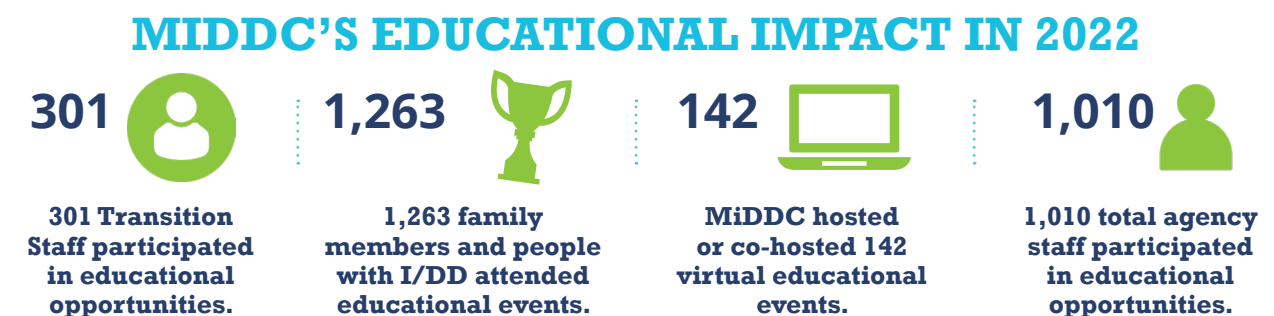 MIDDC'S EDUCATIONAL IMPACT IN 2022
301
301 Transition
Staff participated
in educational
opportunities.
1,263
1,263 family
members and people
with I/DD attended
educational events.
142
MiDDC hosted
or co-hosted 142
virtual educational
events.
1,010
1,010 total agency
staff participated
in educational
opportunities.